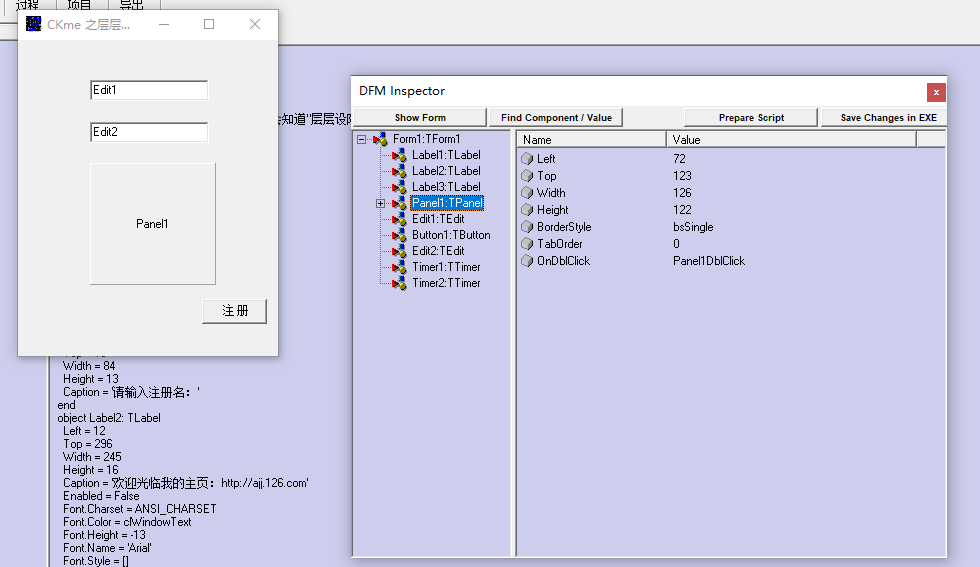 过程 项目 导出
CKme 之层层...
Edit1
Edit2
Panel1
注 册
DFM Inspector
x
Show Form
Find Component / Value
Prepare Script
Save Changes in EXE
Form1:TForm1
Label1:TLabel
Label2:TLabel
Label3:TLabel
Panel1:TPanel
Edit1:TEdit
Button1:TButton
Edit2:TEdit
Timer1:TTimer
Timer2:TTimer
Name Value
Left 72
Top 123
Width 126
Height 122
BorderStyle bsSingle
TabOrder 0
OnDblClick Panel1DblClick
知道"层层设防
Width = 84
Height = 13
Caption = '请输入注册名：'
end
object Label2: TLabel
Left = 12
Top = 296
Width = 245
Height = 16
Caption = '欢迎光临我的主页：http://ajj.126.com'
Enabled = False
Font.Charset = ANSI_CHARSET
Font.Color = clWindowText
Font.Height = -13
Font.Name = 'Arial'
Font.Style = []